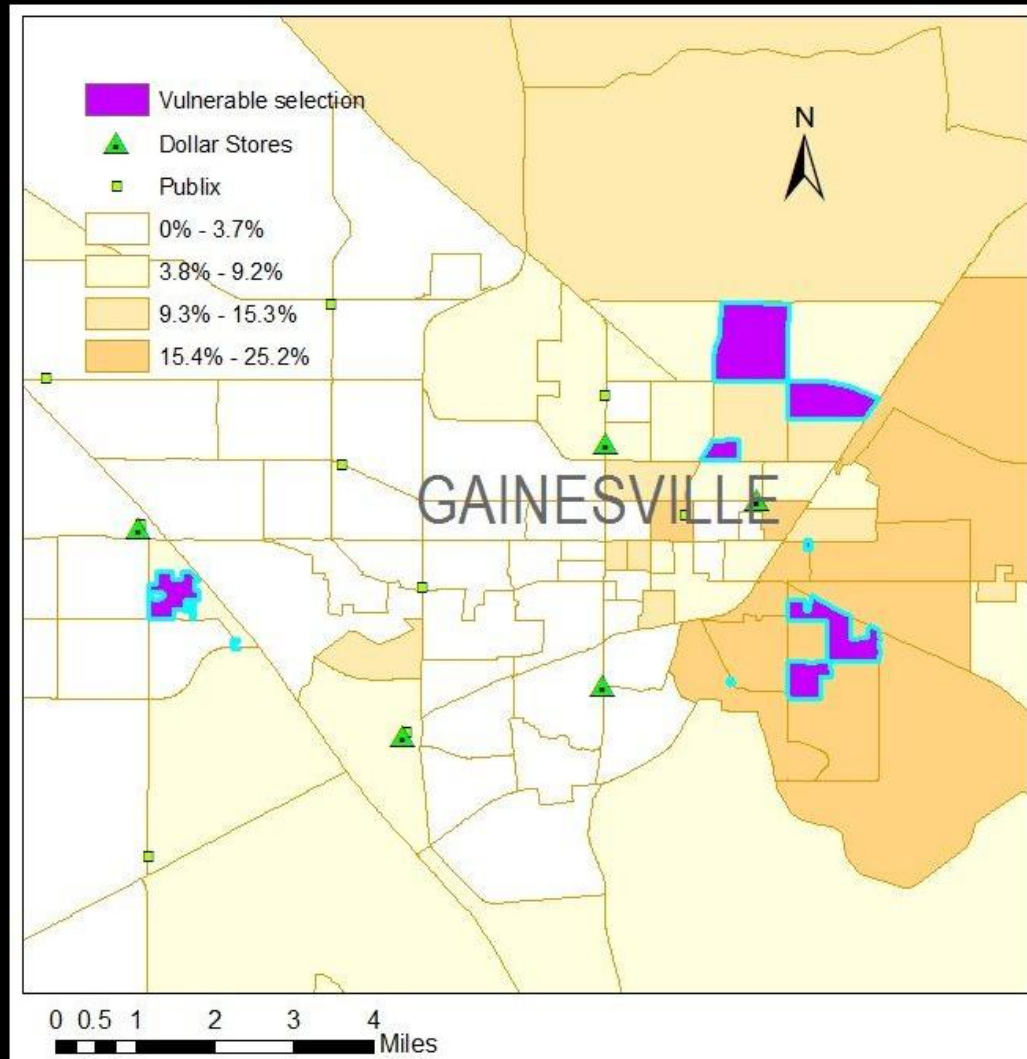 Vulnerable selection
Dollar Stores
N
Publix
0% - 3.7%
3.8% - 9.2%
9.3% - 15.3%
15.4% - 25.2%
GAINESVILLE
0 0.5 1 2 3 4
Miles